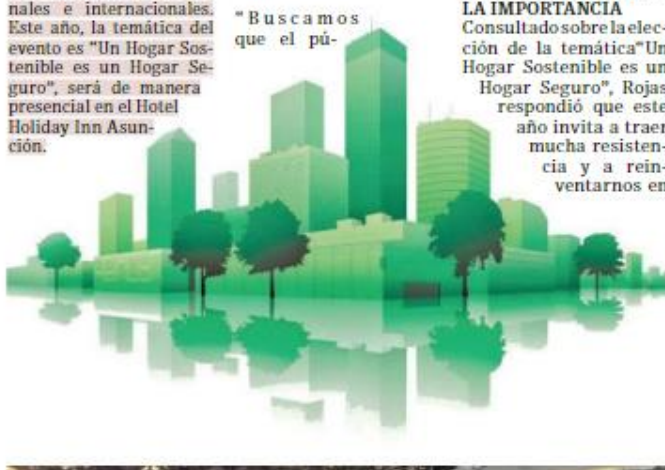 nales e internacionales.
Este año, la temática del
evento es "Un Hogar Sos-
tenible es un Hogar Se-
guro", será de manera
presencial en el Hotel
Holiday Inn Asun-
ción.
"Buscamos
que el pú-
LA IMPORTANCIA
Consultado sobre la elec-
ción de la temática "Un
Hogar Sostenible es un
Hogar Seguro", Rojas
respondió que este
año invita a traer
mucha resisten-
cia y a rein-
ventarnos en